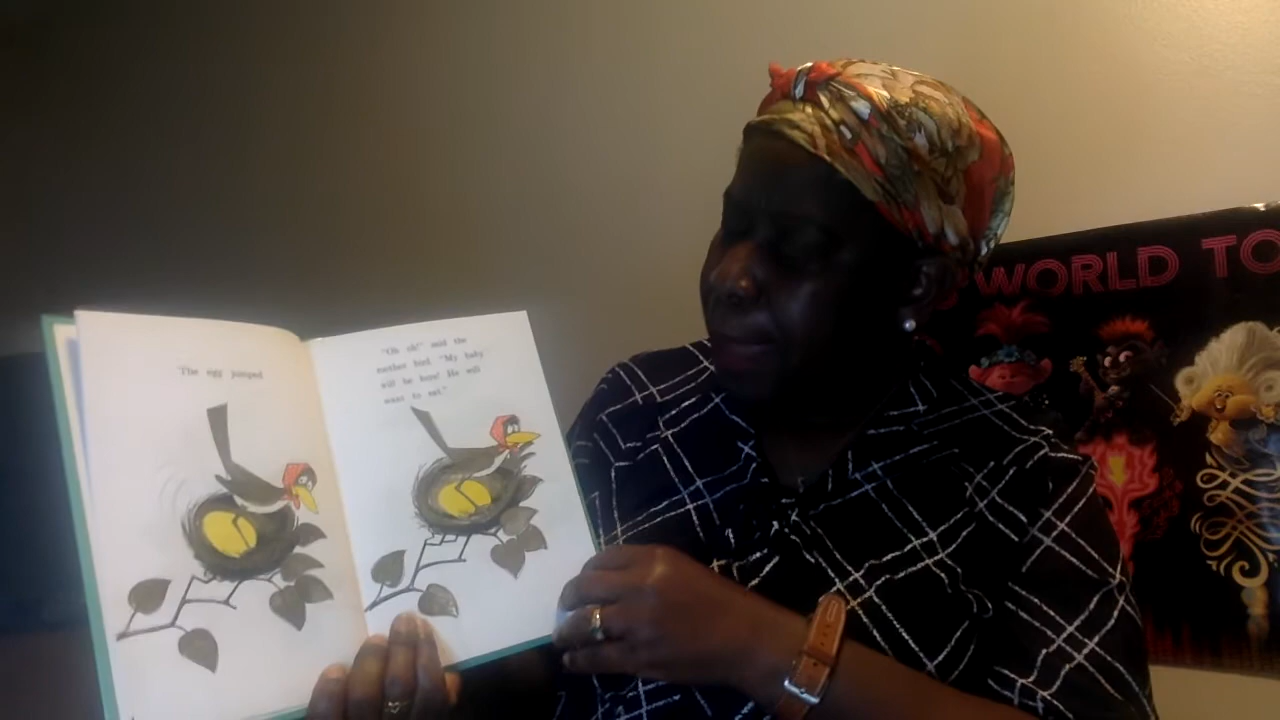 The egg jumped.
"Oh oh!" said the
mother bird. "My baby
will be here! He will
want to eat."
WORLD TO